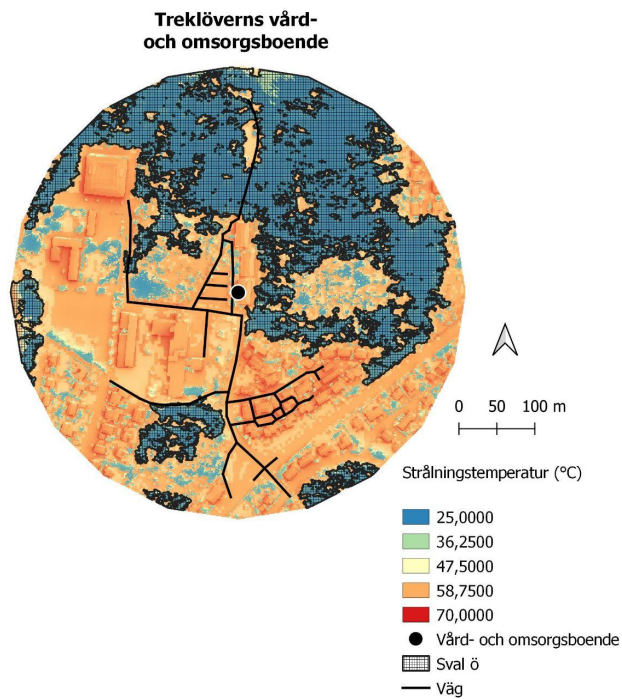 Treklöverns vård-
och omsorgsboende
0 50 100 m
Strålningstemperatur (°C)
25,0000
36,2500
47,5000
58,7500
70,0000
Vård- och omsorgsboende
Sval ö
Väg